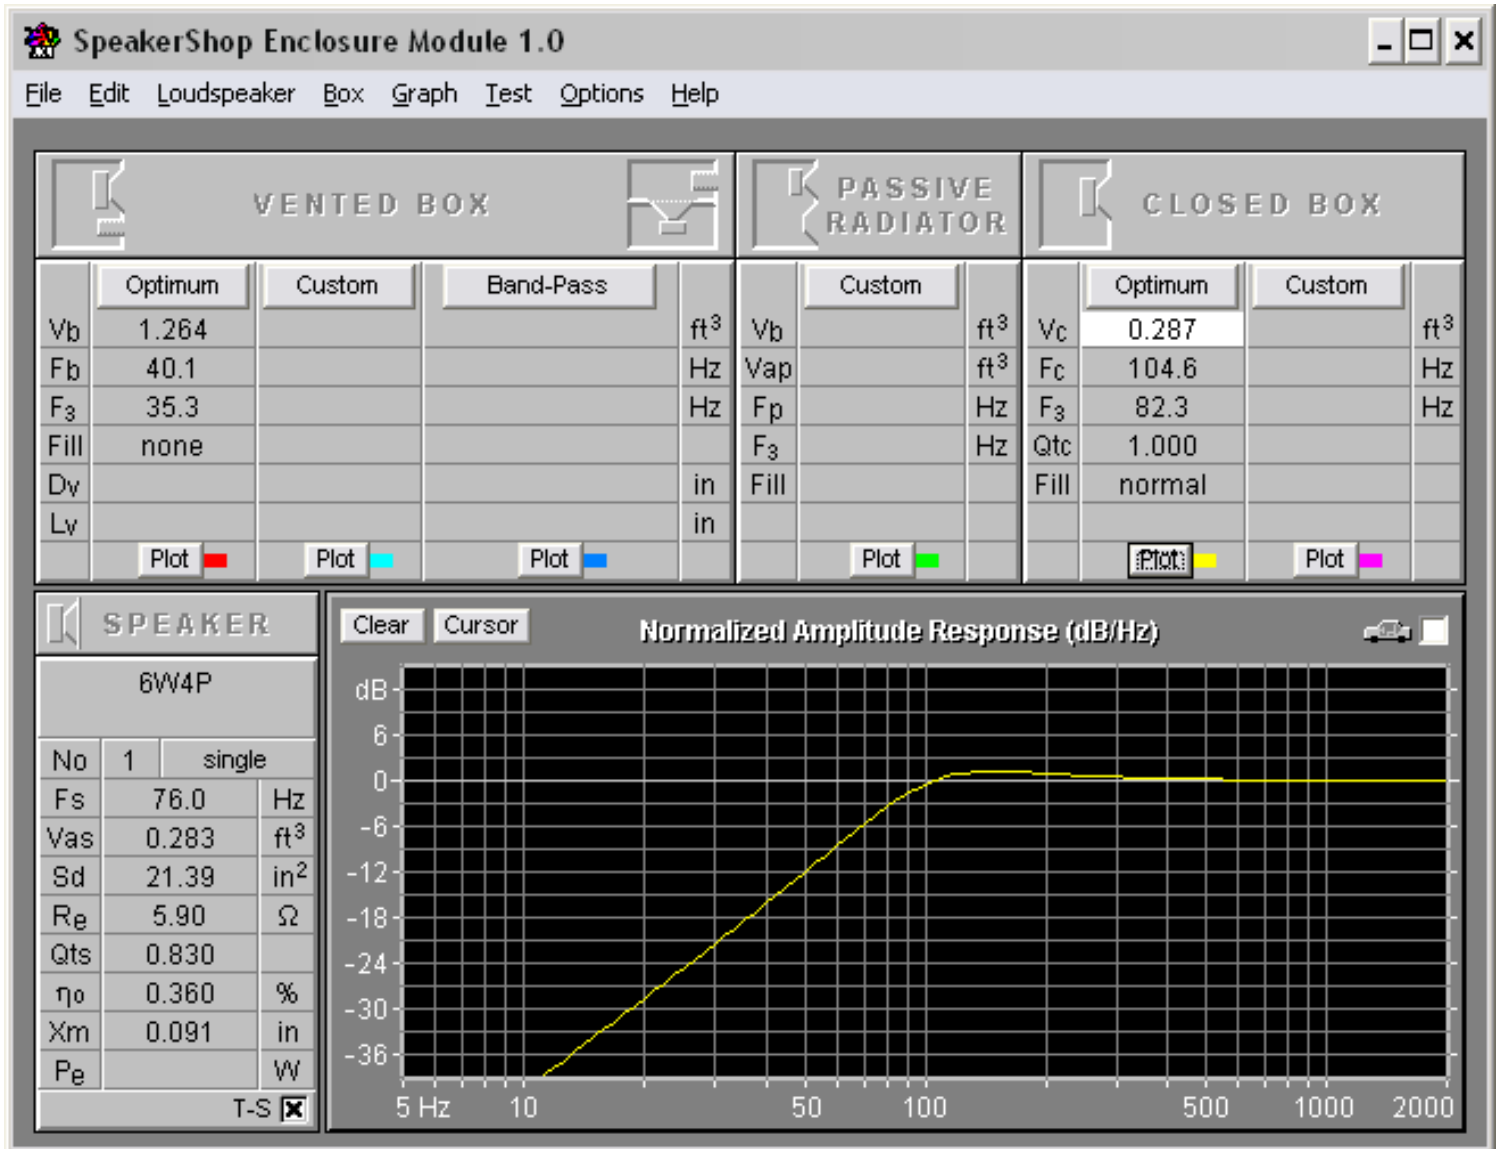 SpeakerShop Enclosure Module 1.0
File Edit Loudspeaker Box Graph Test Options Help
VENTED BOX
PASSIVE
RADIATOR
CLOSED BOX
Optimum Custom Band-Pass Custom Optimum Custom
Vb 1.264 ft³ Vb ft³ Vc 0.287 ft³
Fb 40.1 Hz Vap ft³ Fc 104.6 Hz
F₃ 35.3 Hz Fp Hz F₃ 82.3 Hz
Fill none F₃ Hz Qtc 1.000
Dv in Fill Fill normal
Lv in
Plot Plot Plot Plot Plot Plot
SPEAKER
6W4P
No 1 single
Fs 76.0 Hz
Vas 0.283 ft³
Sd 21.39 in²
Re 5.90 Ω
Qts 0.830
ηo 0.360 %
Xm 0.091 in
Pe W
T-S
Clear Cursor Normalized Amplitude Response (dB/Hz)
dB
6
0
-6
-12
-18
-24
-30
-36
5 Hz 10 50 100 500 1000 2000